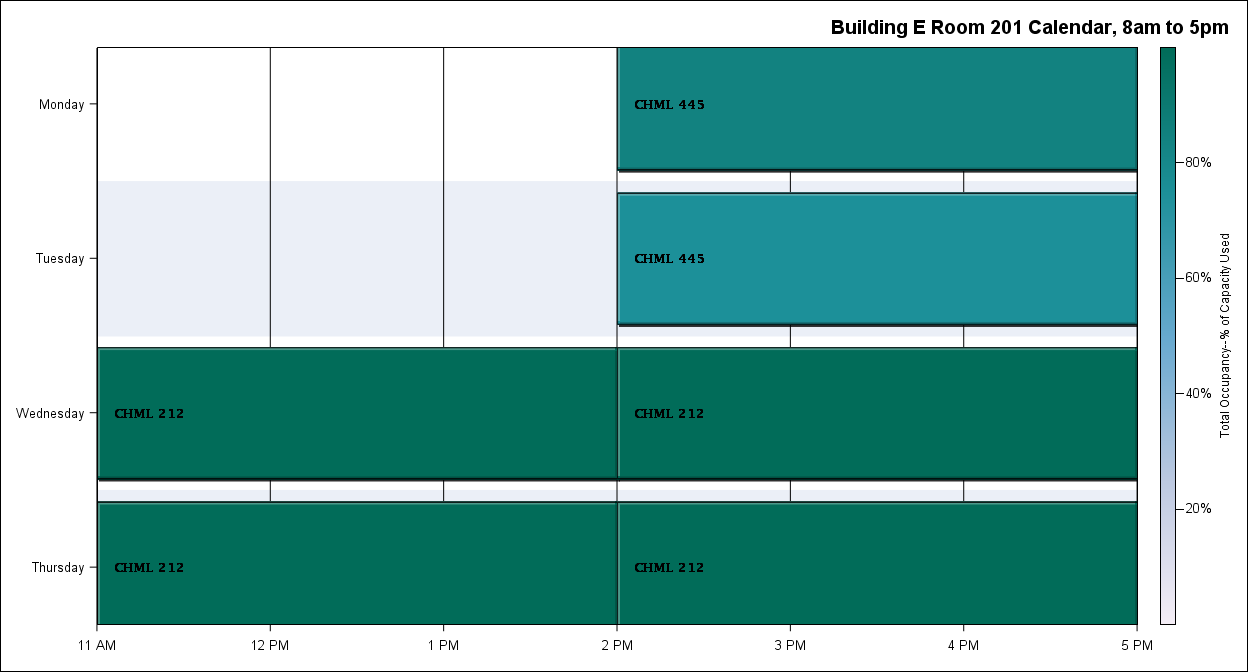 Building E Room 201 Calendar, 8am to 5pm
Monday
CHML 445
Tuesday
CHML 445
Wednesday
CHML 212
CHML 212
Thursday
CHML 212
CHML 212
11 AM
12 PM
1 PM
2 PM
3 PM
4 PM
5 PM
80%
60%
40%
20%
Total Occupancy--% of Capacity Used